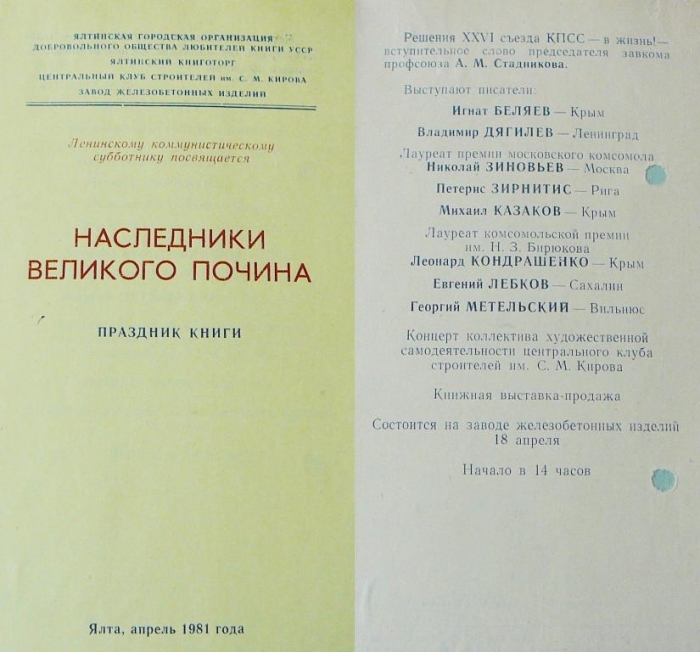 ЯЛТИНСКАЯ ГОРОДСКАЯ ОРГАНИЗАЦИЯ
ДОБРОВОЛЬНОГО ОБЩЕСТВА ЛЮБИТЕЛЕЙ КНИГИ УССР
ЯЛТИНСКИЙ КНИГОТОРГ
ЦЕНТРАЛЬНЫЙ КЛУБ СТРОИТЕЛЕЙ им. С. М. КИРОВА
ЗАВОД ЖЕЛЕЗОБЕТОННЫХ ИЗДЕЛИЙ
Ленинскому коммунистическому
субботнику посвящается
НАСЛЕДНИКИ
ВЕЛИКОГО ПОЧИНА
ПРАЗДНИК КНИГИ
Ялта, апрель 1981 года
Решения XXVI съезда КПСС — в жизнь! —
вступительное слово председателя завкома
профсоюза А. М. Стадникова.
Выступают писатели:
Игнат БЕЛЯЕВ — Крым
Владимир ДЯГИЛЕВ — Ленинград
Лауреат премии московского комсомола
Николай ЗИНОВЬЕВ — Москва
Петерис ЗИРНИТИС — Рига
Михаил КАЗАКОВ — Крым
Лауреат комсомольской премии
им. Н. З. Бирюкова
Леонард КОНДРАШЕНКО — Крым
Евгений ЛЕБКОВ — Сахалин
Георгий МЕТЕЛЬСКИЙ — Вильнюс
Концерт коллектива художественной
самодеятельности центрального клуба
строителей им. С. М. Кирова
Книжная выставка-продажа
Состоится на заводе железобетонных изделий
18 апреля
Начало в 14 часов